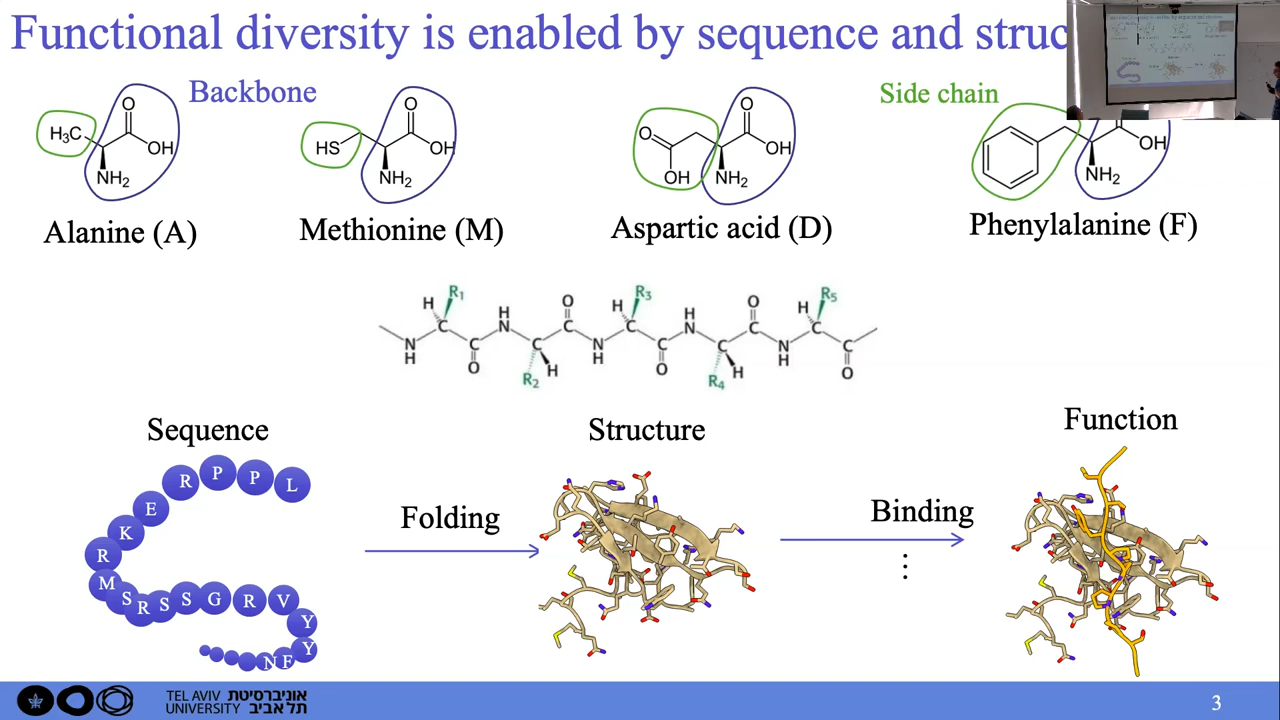 Functional diversity is enabled by sequence and struc
Backbone
Side chain
O
H₃C
OH
NH₂
O
HS
OH
NH₂
O
O
OH
OH
NH₂
OH
NH₂
Alanine (A)
Methionine (M)
Aspartic acid (D)
Phenylalanine (F)
H R₁ H N O C H R₃ H N O C H R₅
C C C
N H C O C R₂ H N H C O C R₄ H N H C O
Sequence
Structure
Function
L P P R E K R M S R S S G R V Y Y F N
Folding
Binding
⋮
TEL AVIV אוניברסיטת
UNIVERSITY תל אביב
3